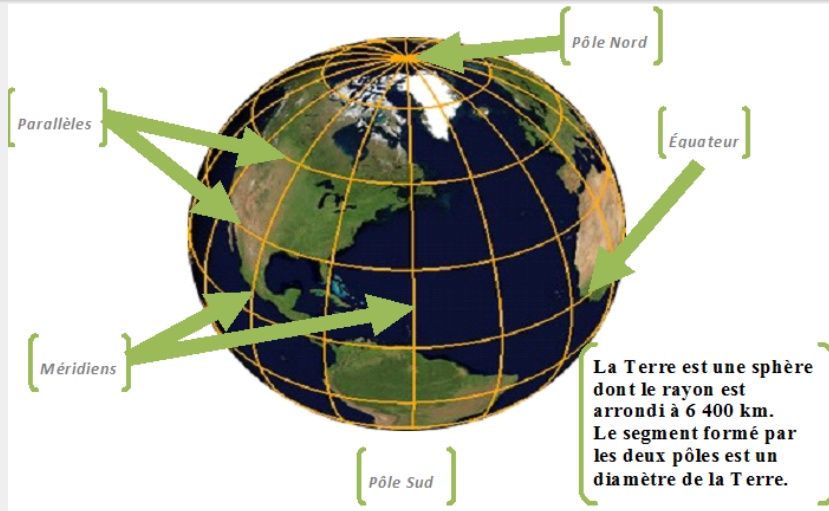 Pôle Nord
Parallèles
Équateur
Méridiens
La Terre est une sphère
dont le rayon est
arrondi à 6 400 km.
Le segment formé par
les deux pôles est un
diamètre de la Terre.
Pôle Sud